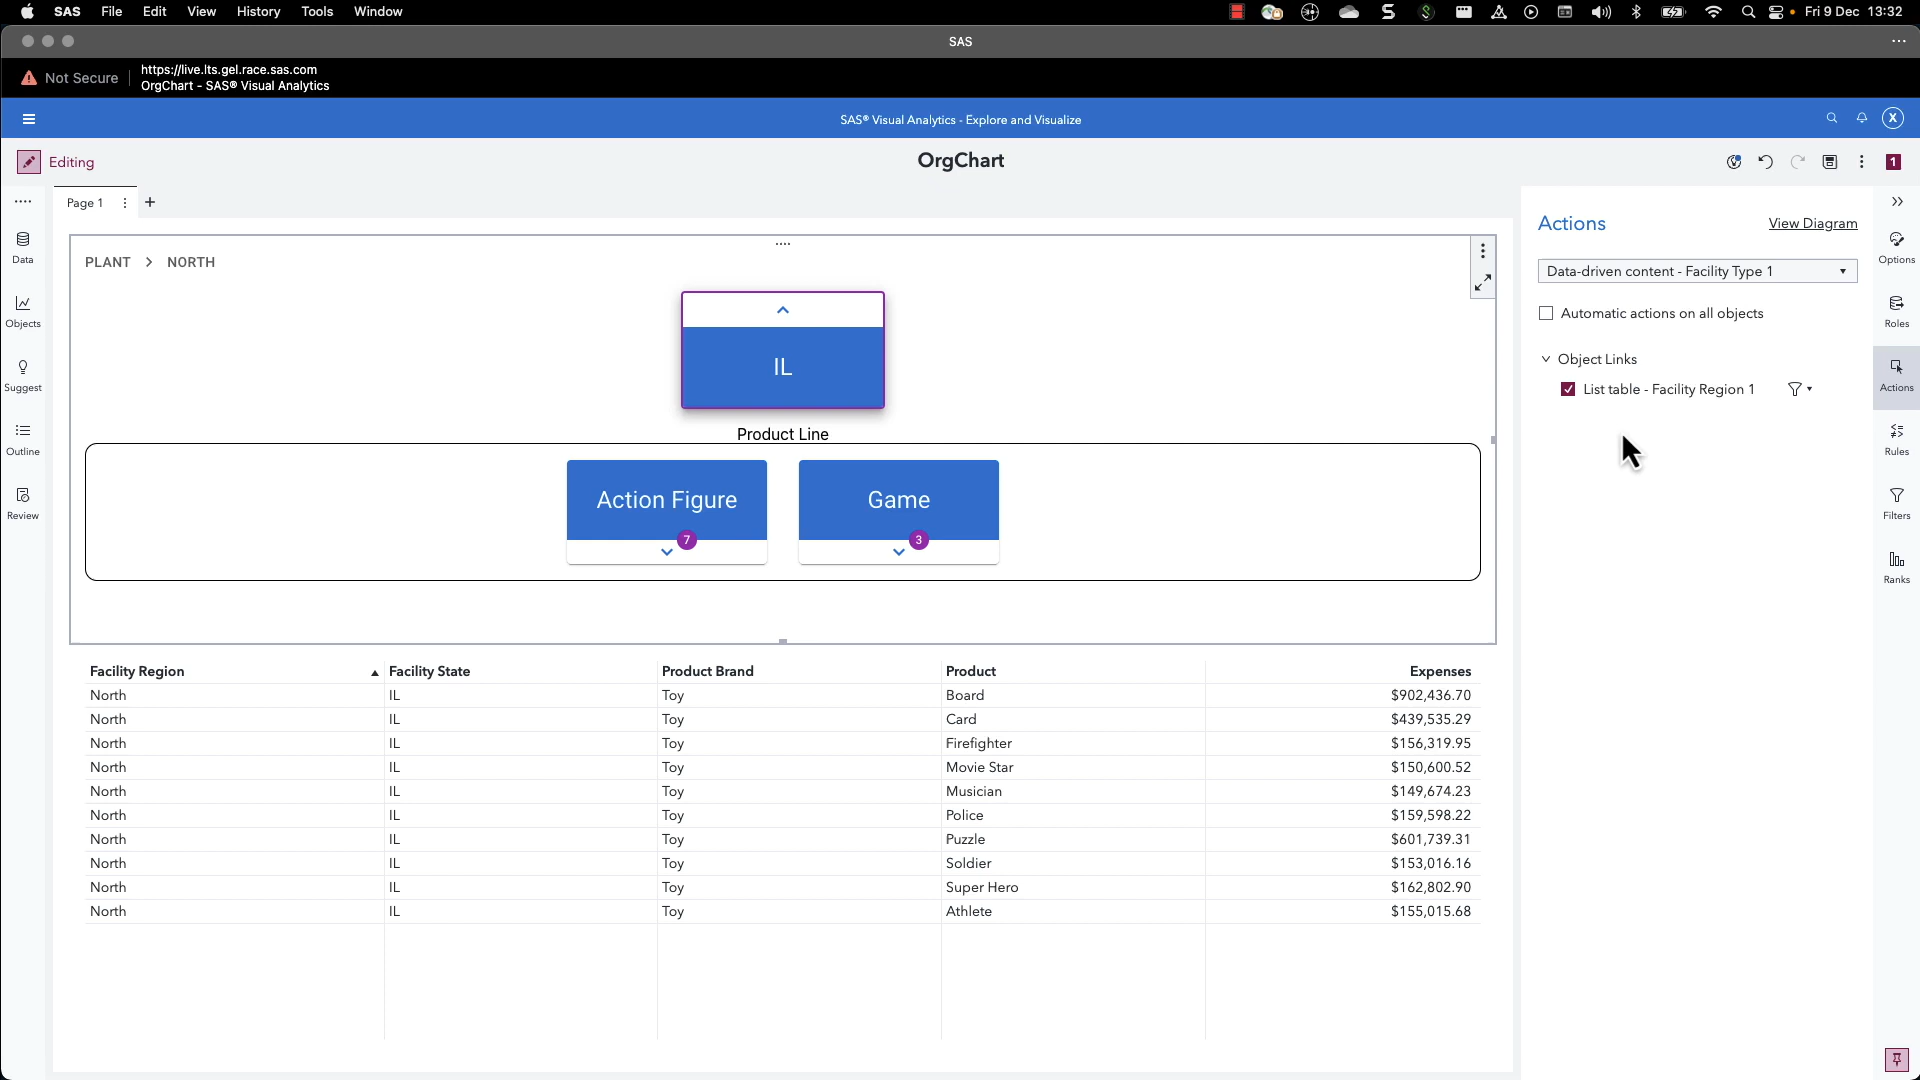 SAS File Edit View History Tools Window Fri 9 Dec 13:32
SAS
Not Secure https://live.lts.gel.race.sas.com
OrgChart - SAS® Visual Analytics
SAS® Visual Analytics - Explore and Visualize X
Editing OrgChart 1
Page 1
Data
Objects
Suggest
Outline
Review
PLANT > NORTH
IL
Product Line
Action Figure
7
Game
3
Facility Region Facility State Product Brand Product Expenses
North IL Toy Board $902,436.70
North IL Toy Card $439,535.29
North IL Toy Firefighter $156,319.95
North IL Toy Movie Star $150,600.52
North IL Toy Musician $149,674.23
North IL Toy Police $159,598.22
North IL Toy Puzzle $601,739.31
North IL Toy Soldier $153,016.16
North IL Toy Super Hero $162,802.90
North IL Toy Athlete $155,015.68
Actions View Diagram
Data-driven content - Facility Type 1
Automatic actions on all objects
Object Links
List table - Facility Region 1
Options
Roles
Actions
Rules
Filters
Ranks